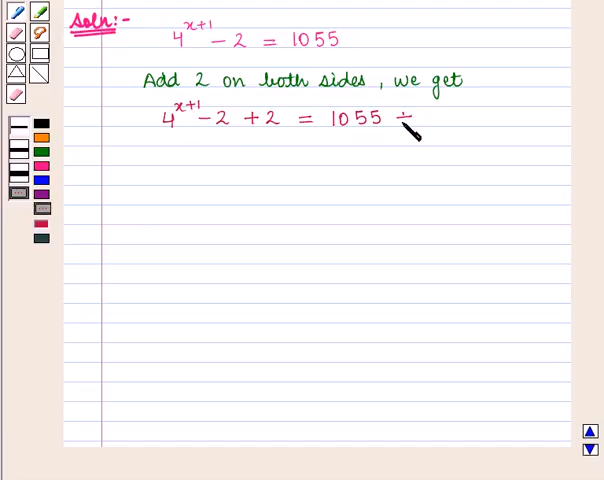 Soln:-
4^{x+1} - 2 = 1055
Add 2 on both sides, we get
4^{x+1} - 2 + 2 = 1055 ÷